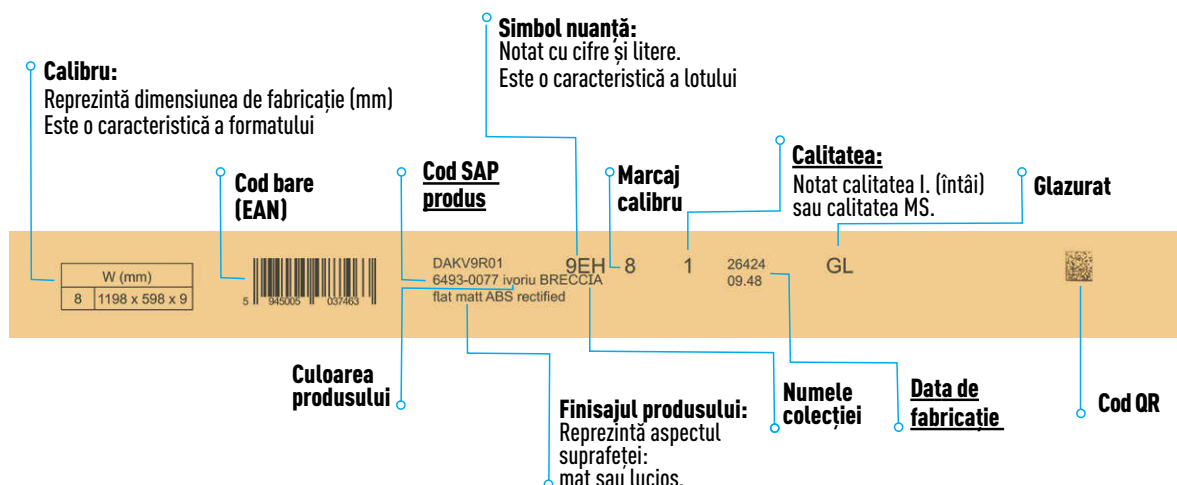 Simbol nuanță:
Notat cu cifre și litere.
Este o caracteristică a lotului
Calibru:
Reprezintă dimensiunea de fabricație (mm)
Este o caracteristică a formatului
Cod bare
(EAN)
Cod SAP
produs
Marcaj
calibru
Calitatea:
Notat calitatea I. (întâi)
sau calitatea MS.
Glazurat
W (mm)
8 1198 x 598 x 9
5 945005 037463
DAKV9R01
6493-0077 ivoriu BRECCIA
flat matt ABS rectified
9EH 8 1
26424
09.48
GL
Culoarea
produsului
Finisajul produsului:
Reprezintă aspectul
suprafeței:
mat sau lucios.
Numele
colecției
Data de
fabricație
Cod QR